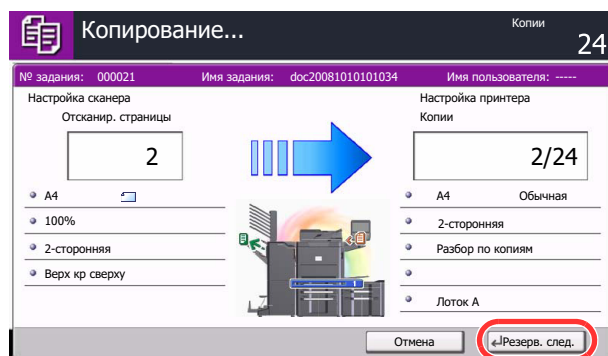 Копирование...
Копии
24
№ задания: 000021 Имя задания: doc20081010101034 Имя пользователя: -----
Настройка сканера
Отсканир. страницы
2
A4
100%
2-сторонняя
Верх кр сверху
Настройка принтера
Копии
2/24
A4 Обычная
2-сторонняя
Разбор по копиям
Лоток A
Отмена
Резерв. след.